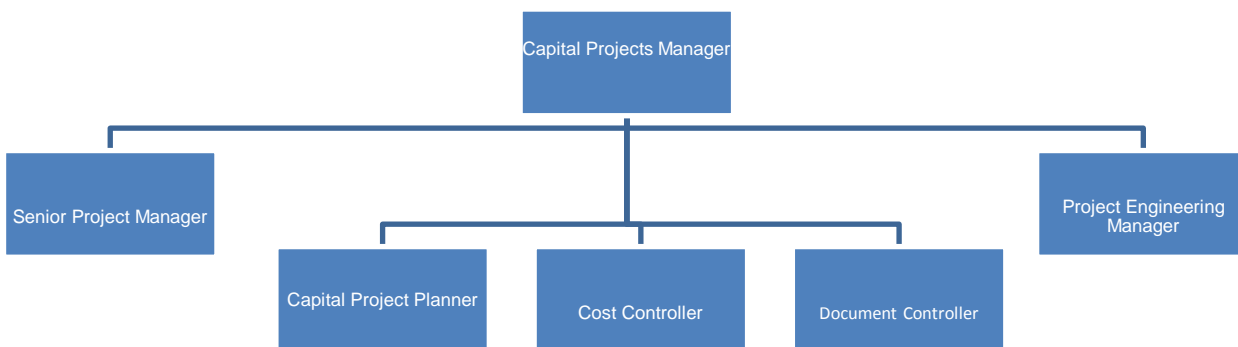 Capital Projects Manager
Senior Project Manager
Project Engineering
Manager
Capital Project Planner
Cost Controller
Document Controller